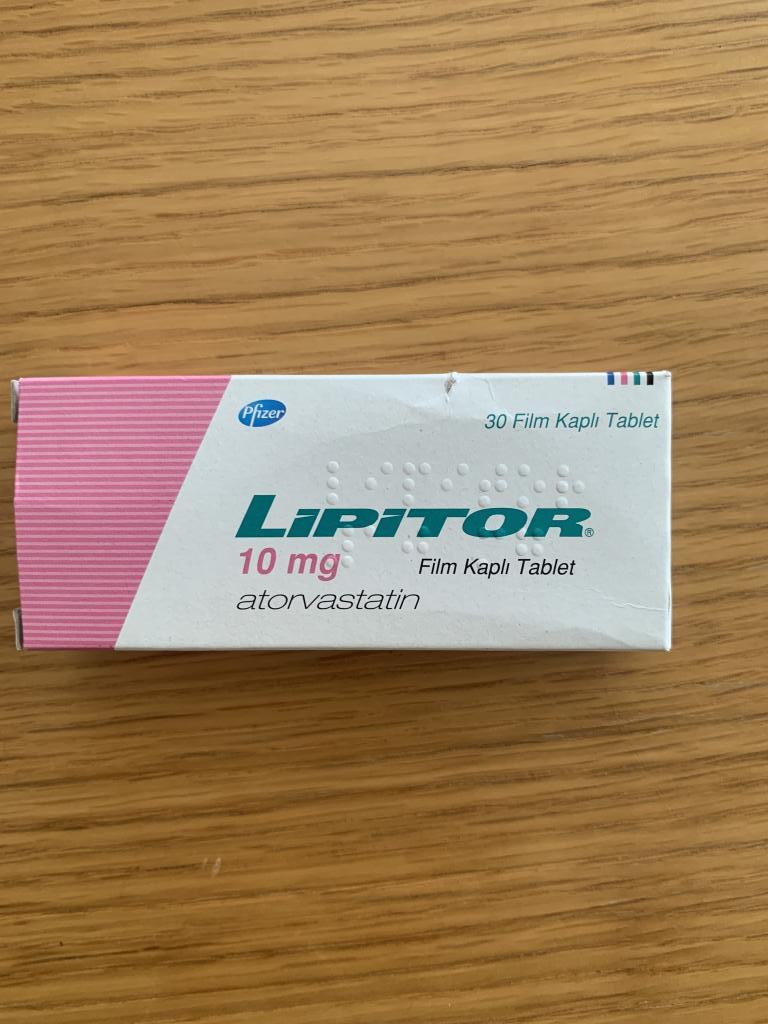 Pfizer
30 Film Kaplı Tablet
LiPiTOR®
10 mg
Film Kaplı Tablet
atorvastatin